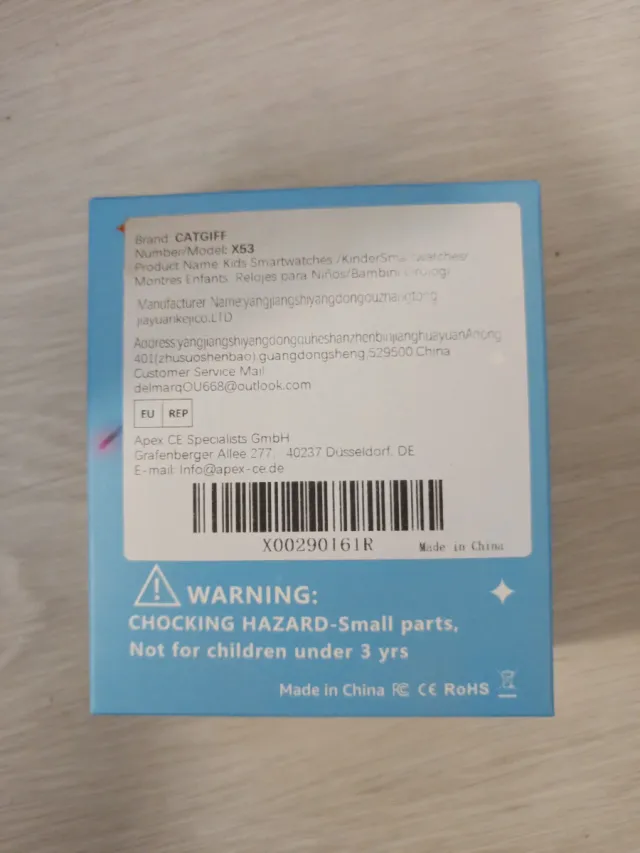 Brand: CATGIFF
Number/Model: X53
Product Name: Kids Smartwatches /KinderSmartwatches/
Montres Enfants, Relojes para Niños/Bambini Orologi
Manufacturer Name:
jiayuankejico.LTD
401(zhusuoshenbao),guangdongsheng,529500,China
Customer Service Mail
delmarqOU668@outlook.com
EU REP
Apex CE Specialists GmbH
Grafenberger Allee 277, 40237 Düsseldorf, DE
E-mail: Info@apex-ce.de
X00290161R
Made in China
WARNING:
CHOCKING HAZARD-Small parts,
Not for children under 3 yrs
Made in China FC CE RoHS